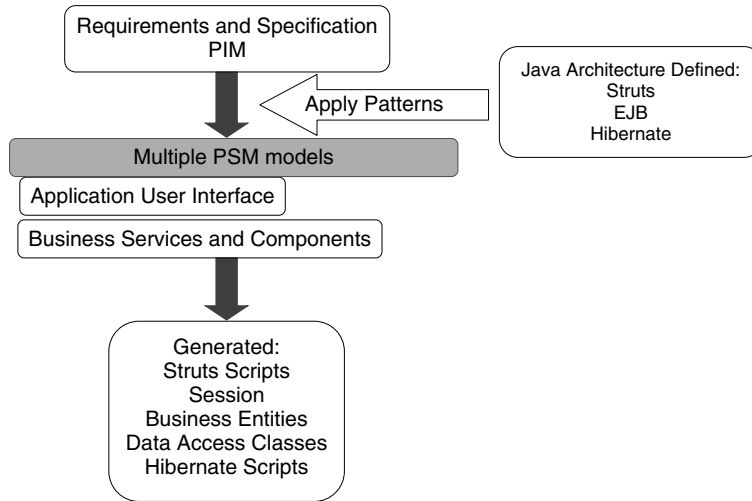 Requirements and Specification
PIM
Java Architecture Defined:
Struts
EJB
Hibernate
Apply Patterns
Multiple PSM models
Application User Interface
Business Services and Components
Generated:
Struts Scripts
Session
Business Entities
Data Access Classes
Hibernate Scripts